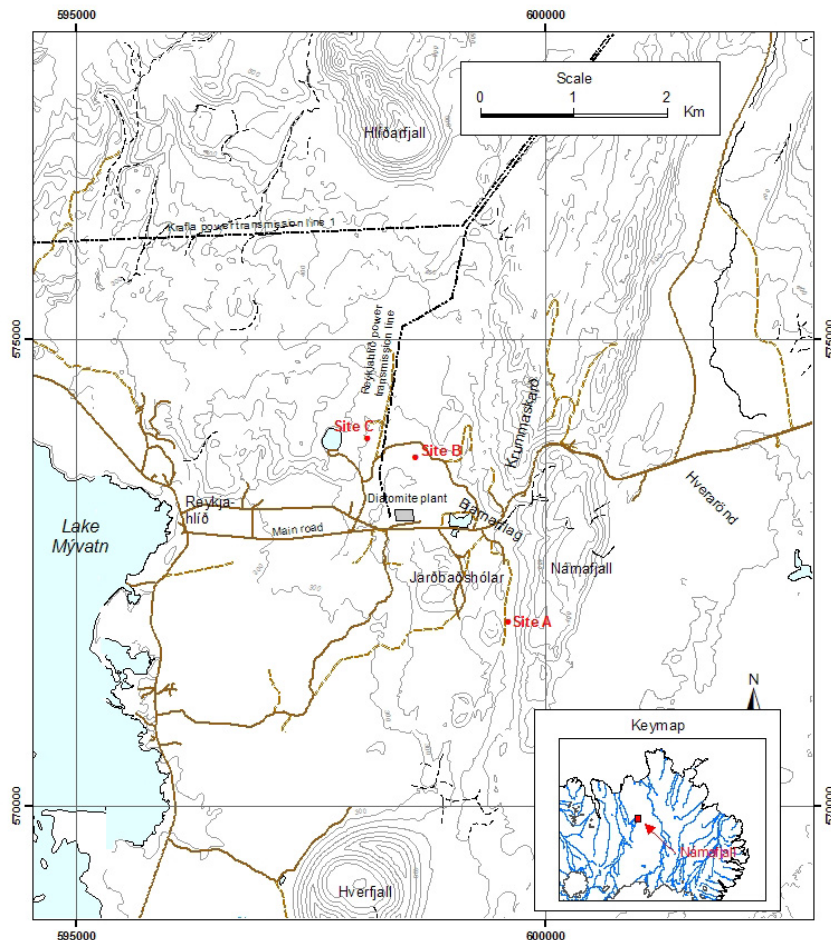 595000
600000
Scale
0
1
2
Km
Hlíðarfjall
Krafla power transmission line 1
575000
575000
Reykjahlíð power
transmission line
Krummaskarð
Site C
Site B
Reykja-
hlíð
Diatomite plant
Bjarnarflag
Hverarönd
Lake
Mývatn
Main road
Jarðbaðshólar
Námafjall
Site A
N
Keymap
570000
570000
Námafjall
Hverfjall
595000
600000